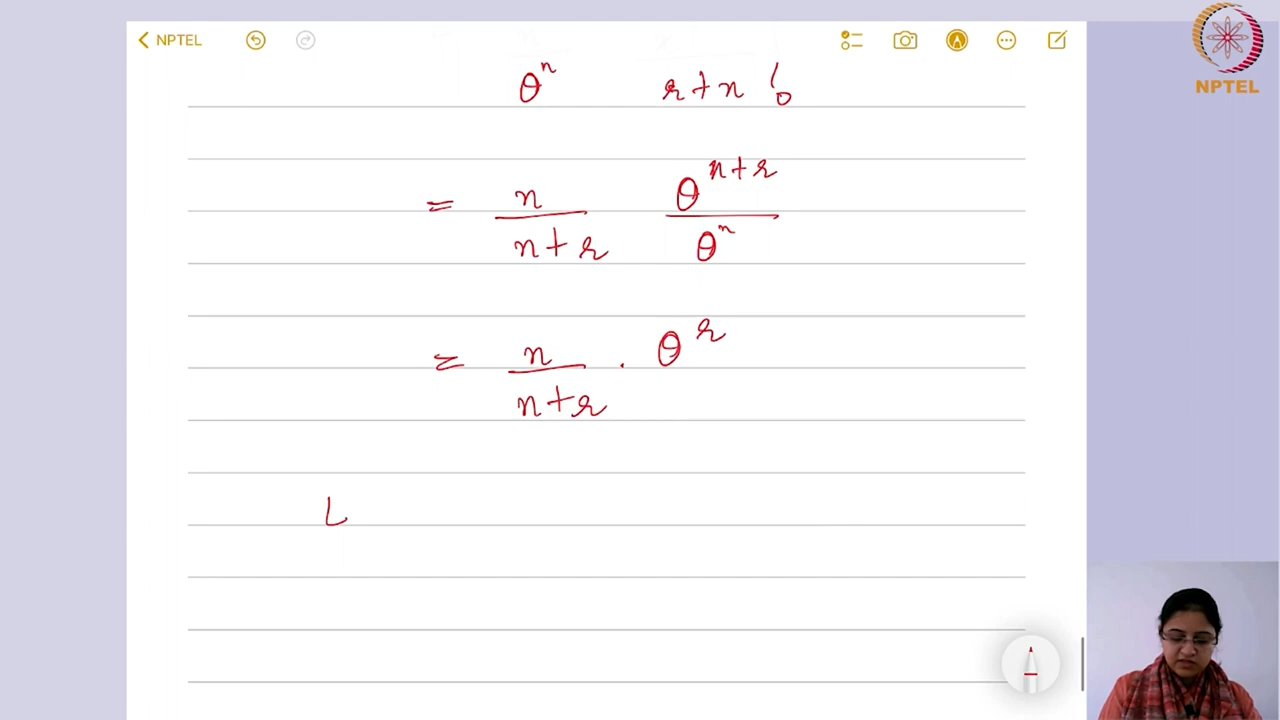 NPTEL
NPTEL
θ^n r+n |_0
= n/(n+r) θ^(n+r)/θ^n
= n/(n+r) . θ^r
L